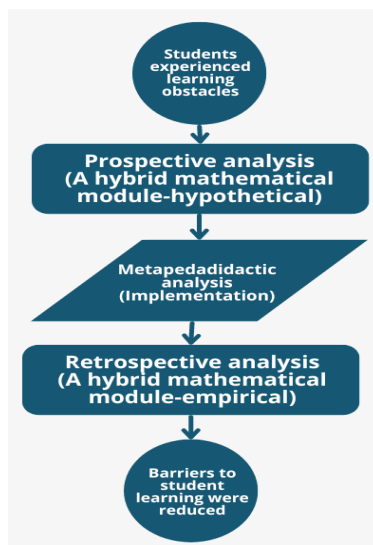 Students
experienced
learning
obstacles
Prospective analysis
(A hybrid mathematical
module-hypothetical)
Metapedadidactic
analysis
(Implementation)
Retrospective analysis
(A hybrid mathematical
module-empirical)
Barriers to
student
learning were
reduced